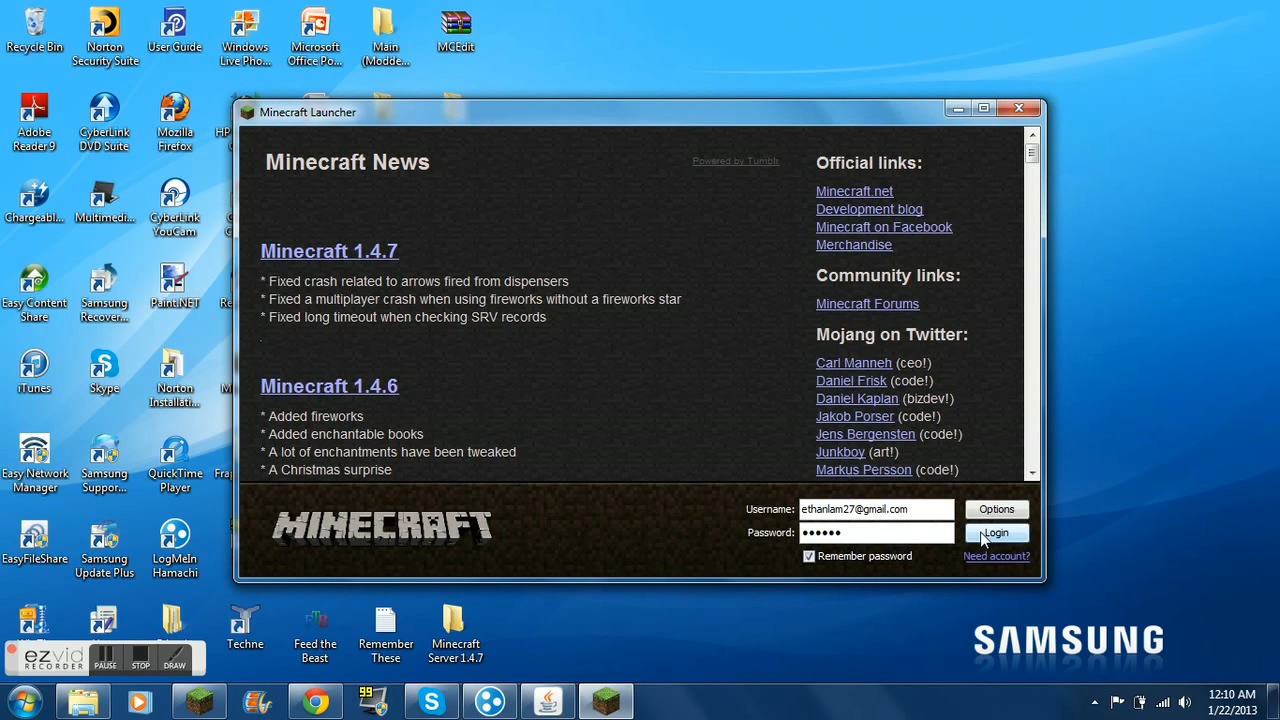 Recycle Bin
Norton
Security Suite
User Guide
Windows
Live Pho...
Microsoft
Office Po...
Main
(Modde...
MCEdit
Adobe
Reader 9
CyberLink
DVD Suite
Mozilla
Firefox
HP
Chargeabl...
Multimedi...
CyberLink
YouCam
Easy Content
Share
Samsung
Recover...
Paint.NET
iTunes
Skype
Norton
Installati...
Easy Network
Manager
Samsung
Suppor...
QuickTime
Player
EasyFileShare
Samsung
Update Plus
LogMeIn
Hamachi
Techne
Feed the
Beast
Remember
These
Minecraft
Server 1.4.7
Minecraft Launcher
Minecraft News
Powered by Tumblr
Minecraft 1.4.7
* Fixed crash related to arrows fired from dispensers
* Fixed a multiplayer crash when using fireworks without a fireworks star
* Fixed long timeout when checking SRV records
Minecraft 1.4.6
* Added fireworks
* Added enchantable books
* A lot of enchantments have been tweaked
* A Christmas surprise
Official links:
Minecraft.net
Development blog
Minecraft on Facebook
Merchandise
Community links:
Minecraft Forums
Mojang on Twitter:
Carl Manneh (ceo!)
Daniel Frisk (code!)
Daniel Kaplan (bizdev!)
Jakob Porser (code!)
Jens Bergensten (code!)
Junkboy (art!)
Markus Persson (code!)
MINECRAFT
Username: ethanlam27@gmail.com
Options
Password: ••••••
Login
Remember password
Need account?
SAMSUNG
ezvid
RECORDER
PAUSE
STOP
DRAW
99
12:10 AM
1/22/2013